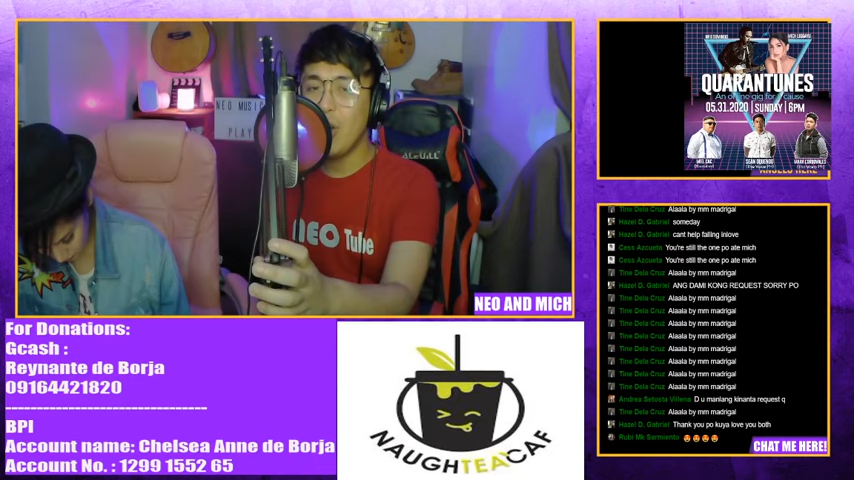 NEO MUSIC
PLAY
NEO Tube
NEO AND MICH
QUARANTUNES
An online gig for a cause
05.31.2020 | SUNDAY | 6PM
For Donations:
Gcash :
Reynante de Borja
09164421820
--------------------------------
BPI
Account name: Chelsea Anne de Borja
Account No. : 1299 1552 65
NAUGHTEA CAF
Tine Dela Cruz Alaala by mm madrigal
Hazel D. Gabriel someday
Hazel D. Gabriel cant help falling inlove
Cess Azcueta You're still the one po ate mich
Cess Azcueta You're still the one po ate mich
Tine Dela Cruz Alaala by mm madrigal
Hazel D. Gabriel ANG DAMI KONG REQUEST SORRY PO
Tine Dela Cruz Alaala by mm madrigal
Tine Dela Cruz Alaala by mm madrigal
Tine Dela Cruz Alaala by mm madrigal
Tine Dela Cruz Alaala by mm madrigal
Tine Dela Cruz Alaala by mm madrigal
Tine Dela Cruz Alaala by mm madrigal
Tine Dela Cruz Alaala by mm madrigal
Tine Dela Cruz Alaala by mm madrigal
Andrea Setosta Villena D u manlang kinanta request q
Tine Dela Cruz Alaala by mm madrigal
Hazel D. Gabriel Thank you po kuya love you both
Rubi Mk Sarmiento 😍😍😍😍
CHAT ME HERE!